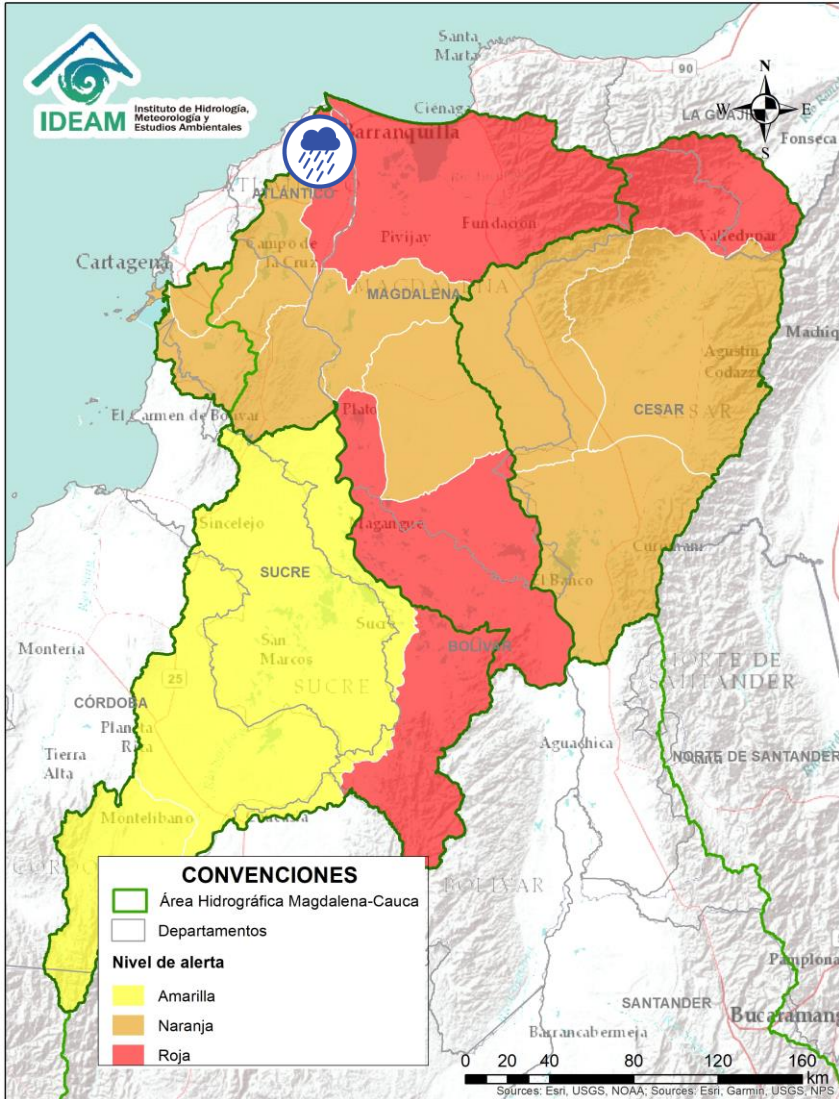 IDEAM
Instituto de Hidrología,
Meteorología y
Estudios Ambientales
Santa
Marta
90
N
W
E
S
Ciénaga
LA GUAJIR
Fonseca
Barranquilla
ATLÁNTICO
Valledupar
Pivijay
Fundación
Campo de
la Cruz
Cartagena
MAGDALENA
Machiq
Agustín
Codazzi
El Carmen de Bolívar
Plato
CESAR
CESAR
Sincelejo
Magangué
SUCRE
El Banco
Sucre
San
Marcos
BOLÍVAR
Montería
SUCRE
NORTE DE
SANTANDER
25
CÓRDOBA
Planeta
Rica
Aguachica
Tierra
Alta
NORTE DE SANTANDER
Montelíbano
BOLÍVAR
CONVENCIONES
Área Hidrográfica Magdalena-Cauca
Departamentos
Nivel de alerta
Amarilla
Naranja
Roja
Pamplona
SANTANDER
Bucaramang
Barrancabermeja
0 20 40 80 120 160
km
Sources: Esri, USGS, NOAA; Sources: Esri, Garmin, USGS, NPS